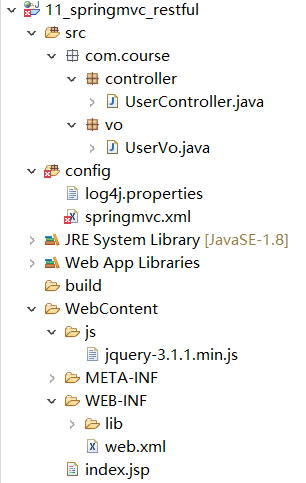 11_springmvc_restful
src
com.course
controller
UserController.java
vo
UserVo.java
config
log4j.properties
springmvc.xml
JRE System Library [JavaSE-1.8]
Web App Libraries
build
WebContent
js
jquery-3.1.1.min.js
META-INF
WEB-INF
lib
web.xml
index.jsp